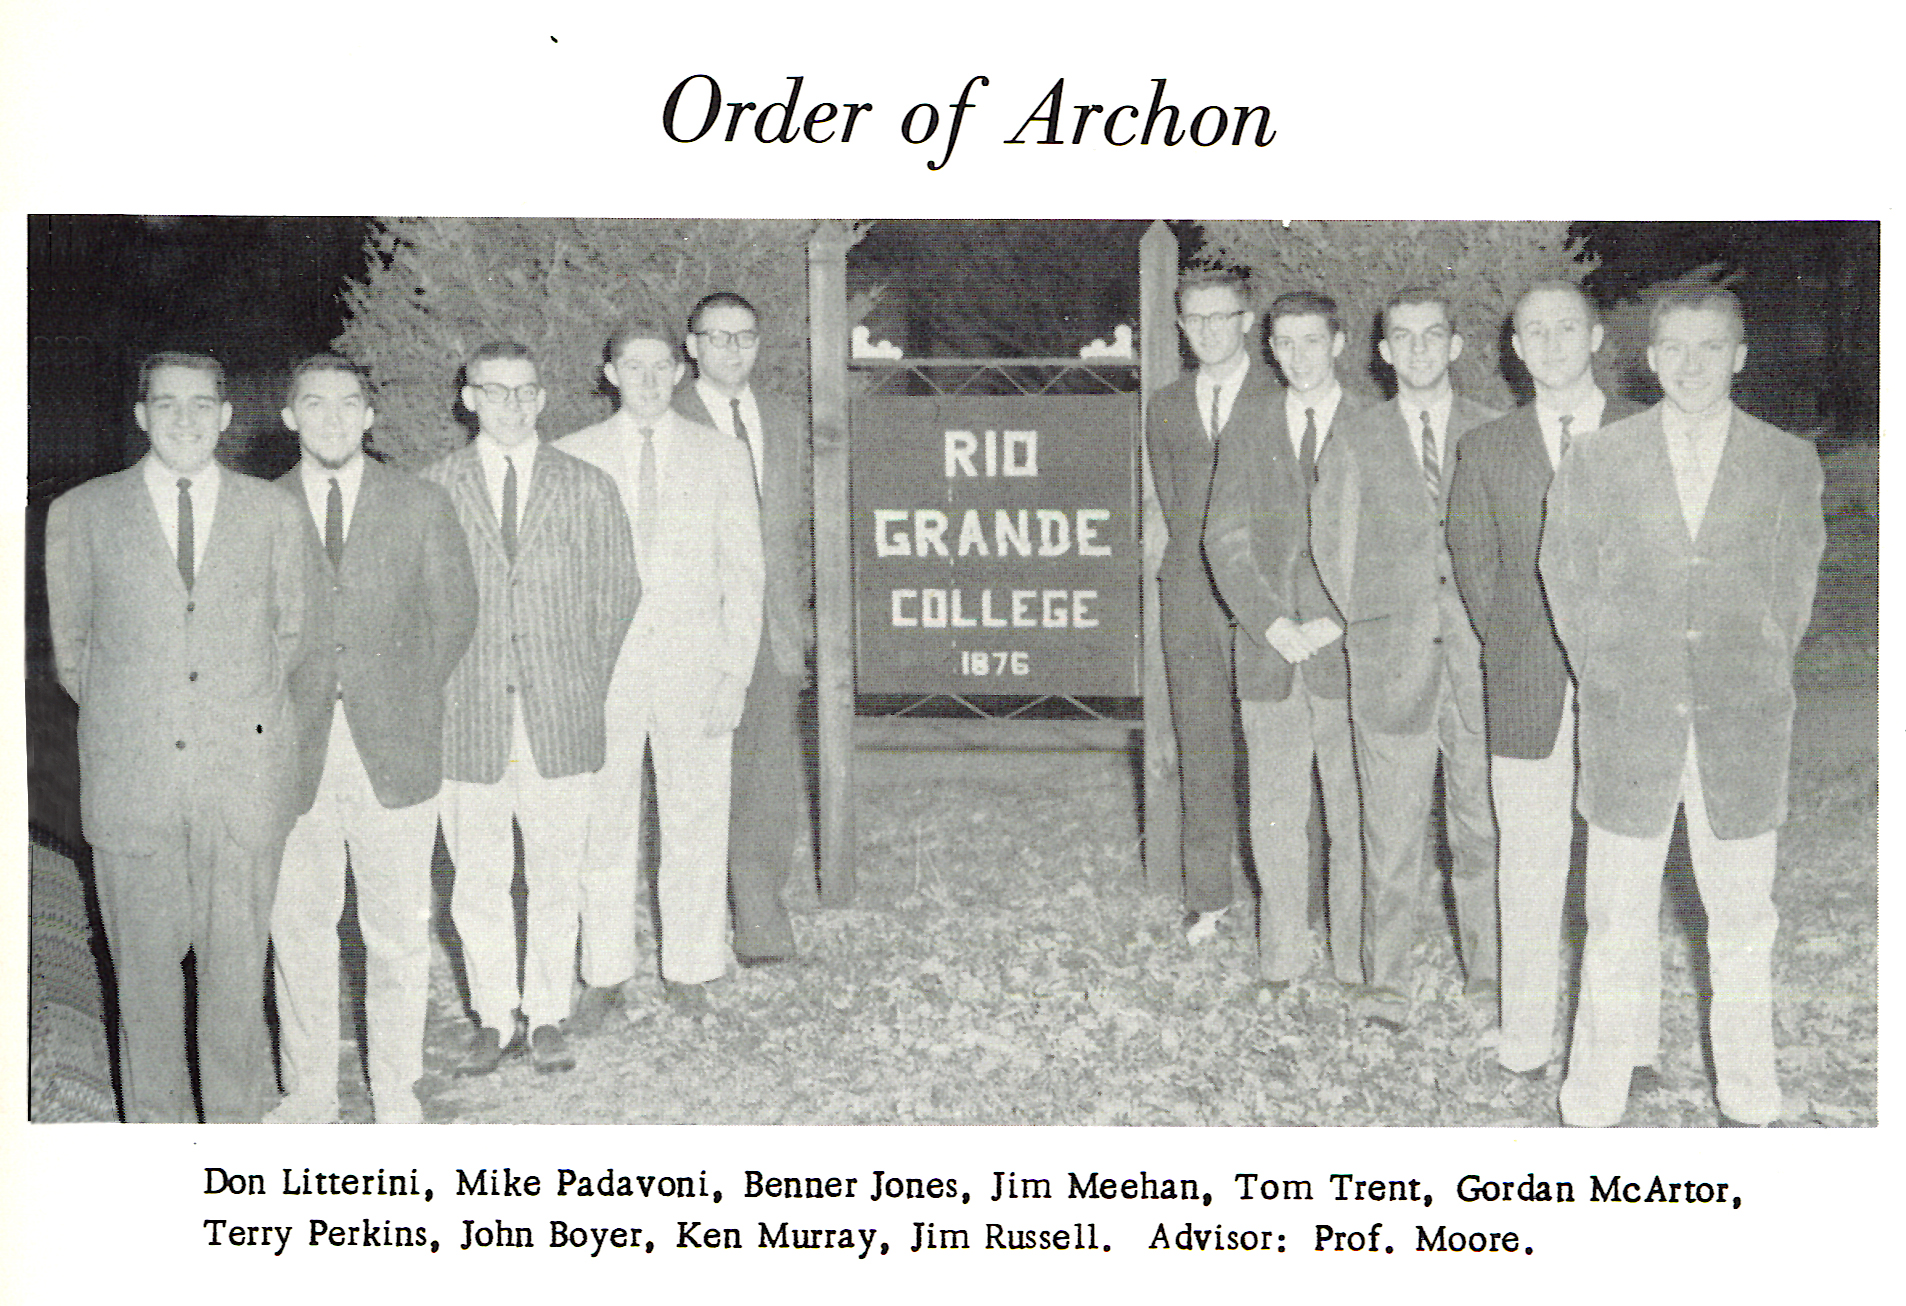 Order of Archon
RIO
GRANDE
COLLEGE
1876
Don Litterini, Mike Padavoni, Benner Jones, Jim Meehan, Tom Trent, Gordan McArtor,
Terry Perkins, John Boyer, Ken Murray, Jim Russell. Advisor: Prof. Moore.